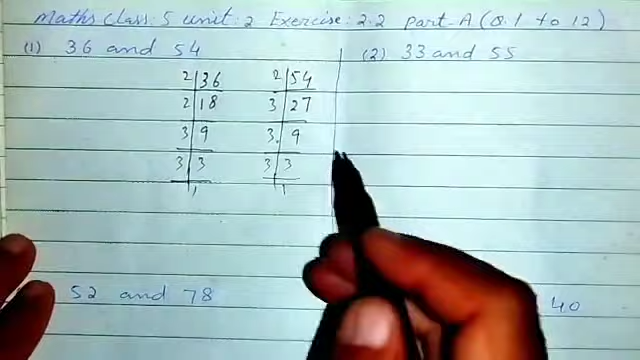 Maths Class: 5 unit: 2 Exercise: 2.2 part-A (Q.1 to 12)
(1) 36 and 54
(2) 33 and 55
2 36 2 54
2 18 3 27
3 9 3 9
3 3 3 3
1 1
52 and 78
40